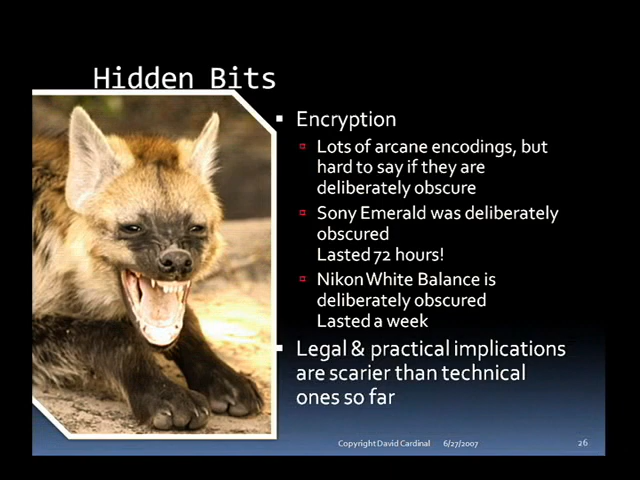 Hidden Bits
Encryption
Lots of arcane encodings, but
hard to say if they are
deliberately obscure
Sony Emerald was deliberately
obscured
Lasted 72 hours!
Nikon White Balance is
deliberately obscured
Lasted a week
Legal & practical implications
are scarier than technical
ones so far
Copyright David Cardinal 6/27/2007 26